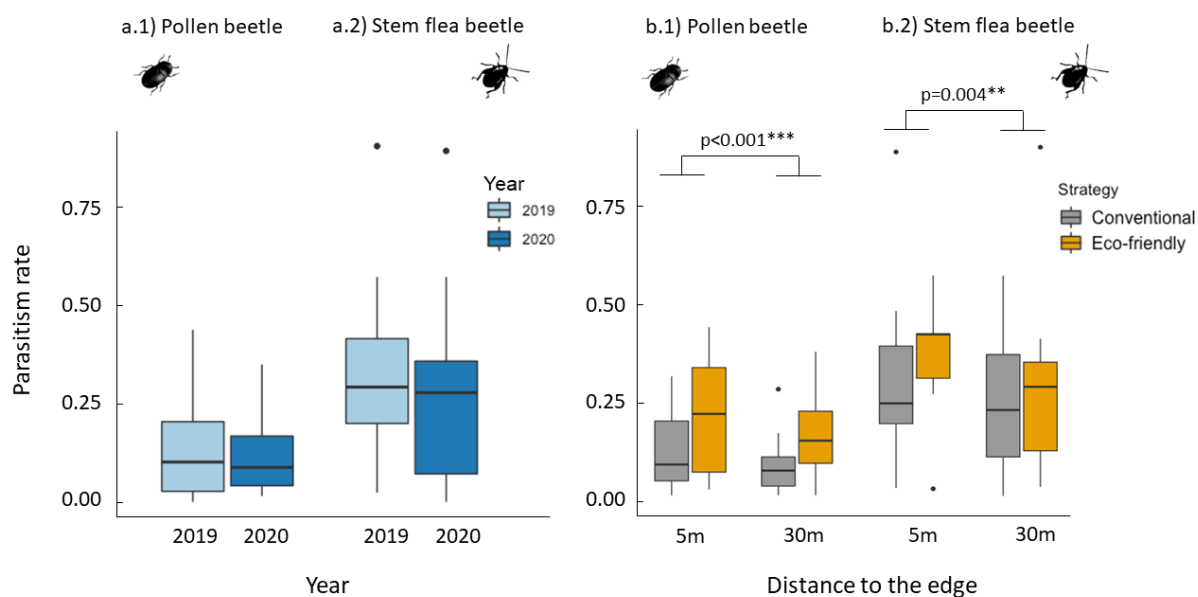 a.1) Pollen beetle
a.2) Stem flea beetle
b.1) Pollen beetle
b.2) Stem flea beetle
p=0.004**
p<0.001***
Year
2019
2020
Strategy
Conventional
Eco-friendly
Parasitism rate
0.75
0.50
0.25
0.00
0.75
0.50
0.25
0.00
2019 2020 2019 2020
5m 30m 5m 30m
Year
Distance to the edge